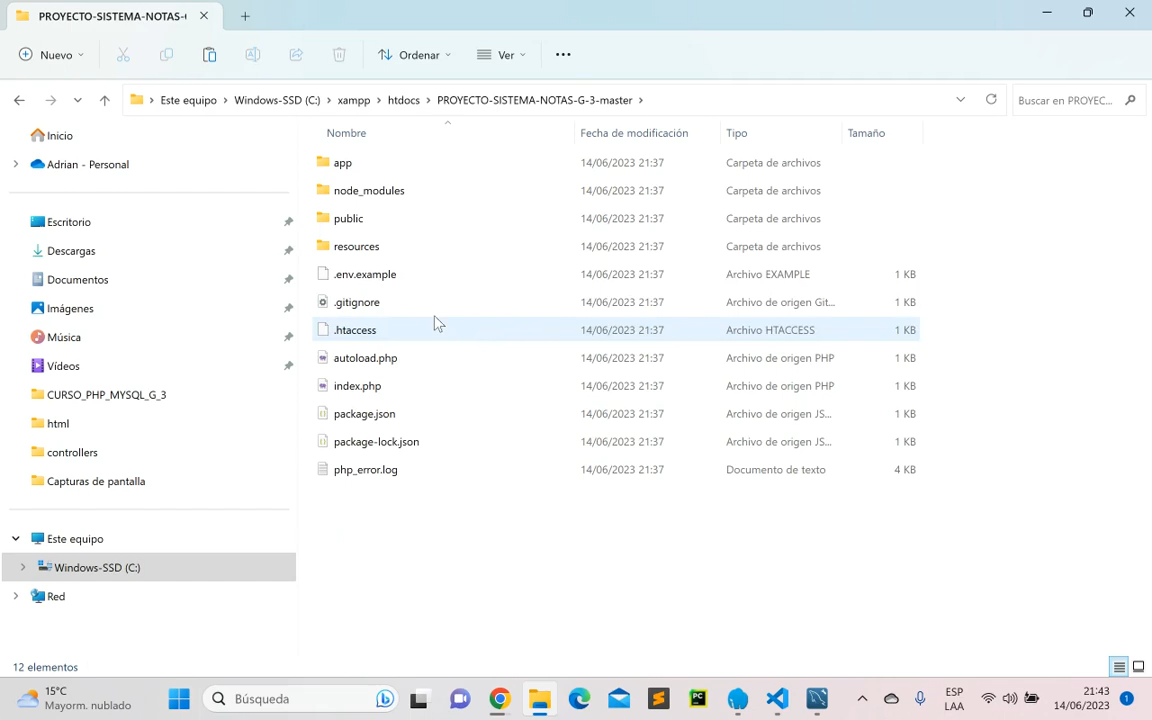 PROYECTO-SISTEMA-NOTAS-
Nuevo
Ordenar
Ver
Este equipo
Windows-SSD (C:)
xampp
htdocs
PROYECTO-SISTEMA-NOTAS-G-3-master
Buscar en PROYEC...
Inicio
Adrian - Personal
Escritorio
Descargas
Documentos
Imágenes
Música
Vídeos
CURSO_PHP_MYSQL_G_3
html
controllers
Capturas de pantalla
Este equipo
Windows-SSD (C:)
Red
Nombre Fecha de modificación Tipo Tamaño
app 14/06/2023 21:37 Carpeta de archivos
node_modules 14/06/2023 21:37 Carpeta de archivos
public 14/06/2023 21:37 Carpeta de archivos
resources 14/06/2023 21:37 Carpeta de archivos
.env.example 14/06/2023 21:37 Archivo EXAMPLE 1 KB
.gitignore 14/06/2023 21:37 Archivo de origen Git... 1 KB
.htaccess 14/06/2023 21:37 Archivo HTACCESS 1 KB
autoload.php 14/06/2023 21:37 Archivo de origen PHP 1 KB
index.php 14/06/2023 21:37 Archivo de origen PHP 1 KB
package.json 14/06/2023 21:37 Archivo de origen JS... 1 KB
package-lock.json 14/06/2023 21:37 Archivo de origen JS... 1 KB
php_error.log 14/06/2023 21:37 Documento de texto 4 KB
12 elementos
15°C
Mayorm. nublado
Búsqueda
PC
ESP
LAA
21:43
14/06/2023
1